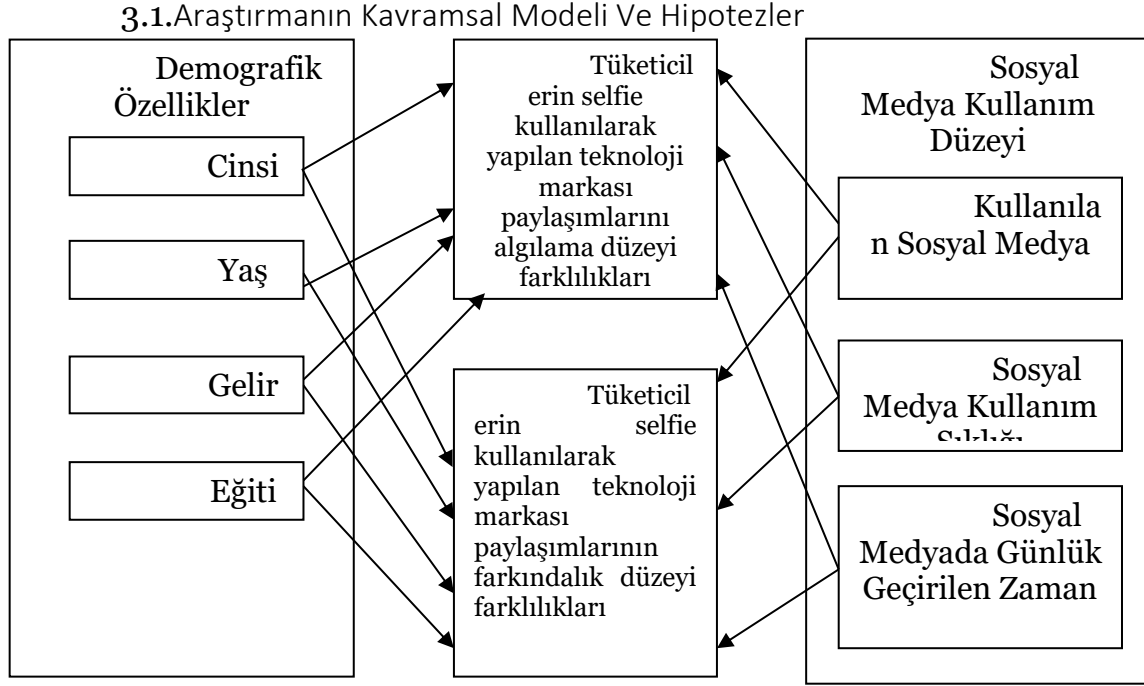 3.1.Araştırmanın Kavramsal Modeli Ve Hipotezler
Demografik
Özellikler
Cinsi
Yaş
Gelir
Eğiti
Tüketicil
erin selfie
kullanılarak
yapılan teknoloji
markası
paylaşımlarını
algılama düzeyi
farklılıkları
Tüketicil
erin selfie
kullanılarak
yapılan teknoloji
markası
paylaşımlarının
farkındalık düzeyi
farklılıkları
Sosyal
Medya Kullanım
Düzeyi
Kullanıla
n Sosyal Medya
Sosyal
Medya Kullanım
Sıklığı
Sosyal
Medyada Günlük
Geçirilen Zaman